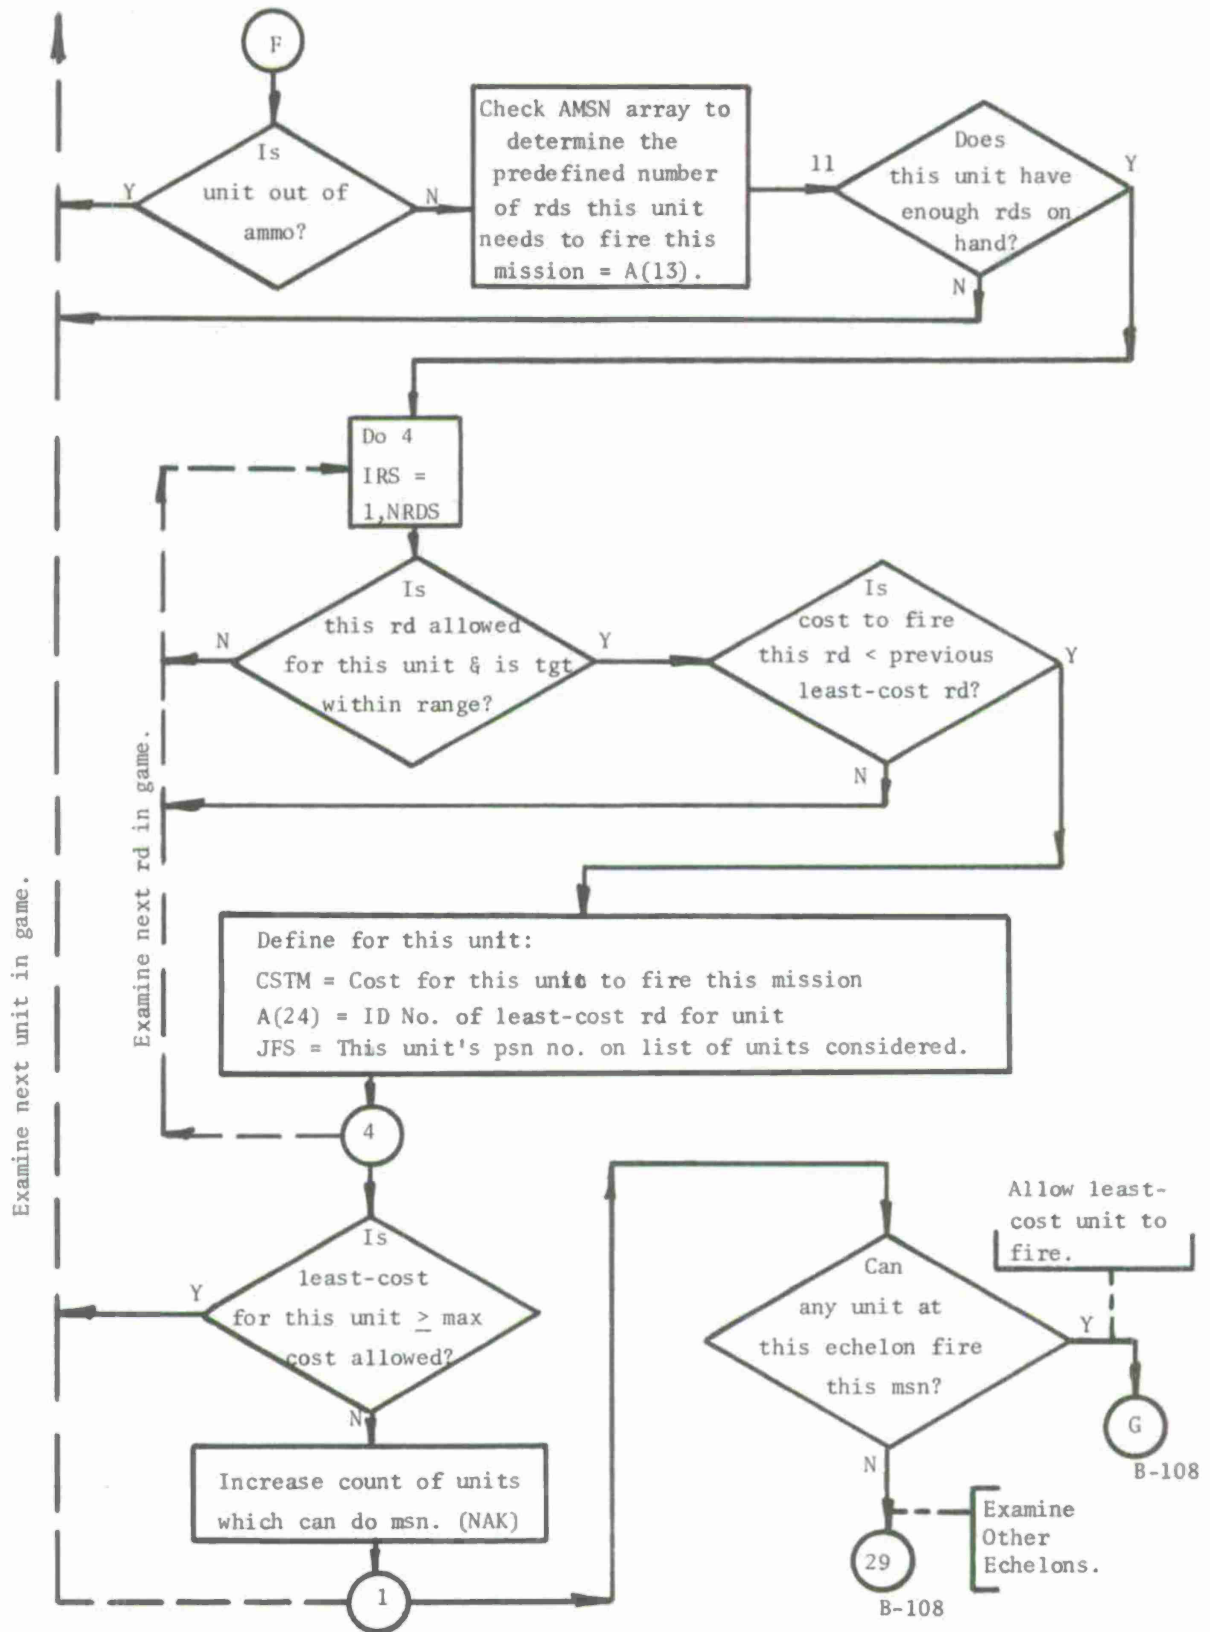 F
Is
unit out of
ammo?
Y
N
Check AMSN array to
determine the
predefined number
of rds this unit
needs to fire this
mission = A(13).
11
Does
this unit have
enough rds on
hand?
Y
N
Do 4
IRS =
1,NRDS
Is
this rd allowed
for this unit & is tgt
within range?
N
Y
Is
cost to fire
this rd < previous
least-cost rd?
Y
N
Examine next rd in game.
Examine next unit in game.
Define for this unit:
CSTM = Cost for this unit to fire this mission
A(24) = ID No. of least-cost rd for unit
JFS = This unit's psn no. on list of units considered.
4
Is
least-cost
for this unit ≥ max
cost allowed?
Y
N
Increase count of units
which can do msn. (NAK)
1
Can
any unit at
this echelon fire
this msn?
Y
N
Allow least-
cost unit to
fire.
G
B-108
Examine
Other
Echelons.
29
B-108